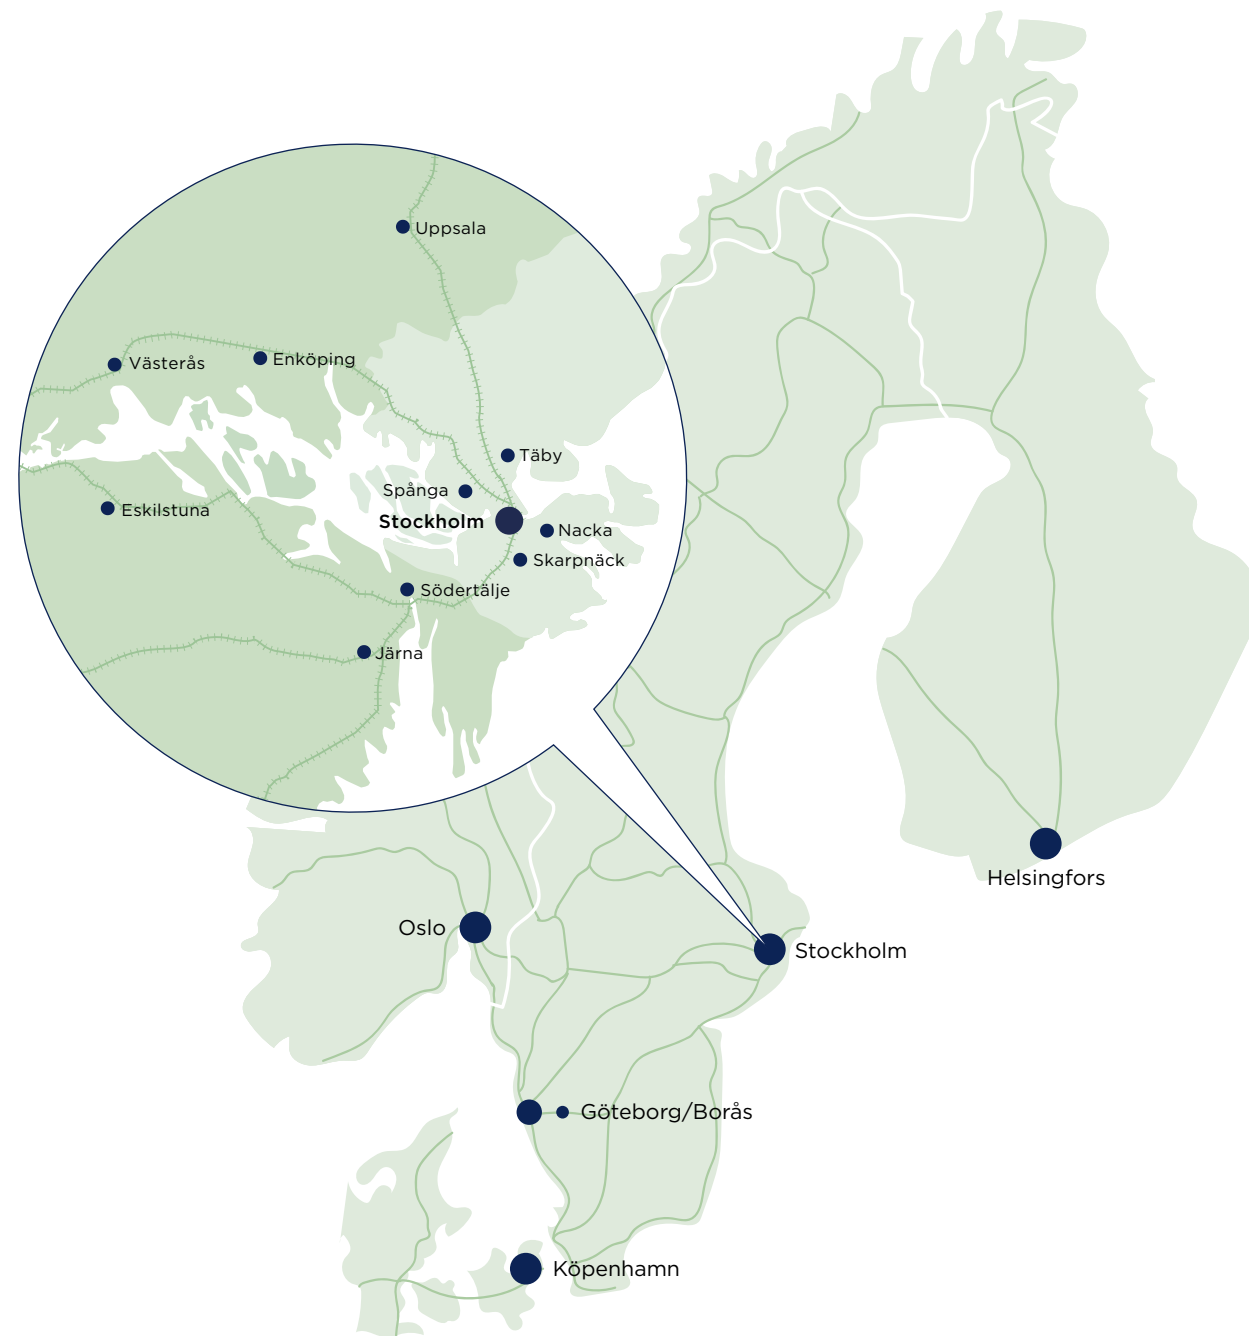 Uppsala
Västerås
Enköping
Täby
Spånga
Eskilstuna
Stockholm
Nacka
Skarpnäck
Södertälje
Järna
Helsingfors
Oslo
Stockholm
Göteborg/Borås
Köpenhamn